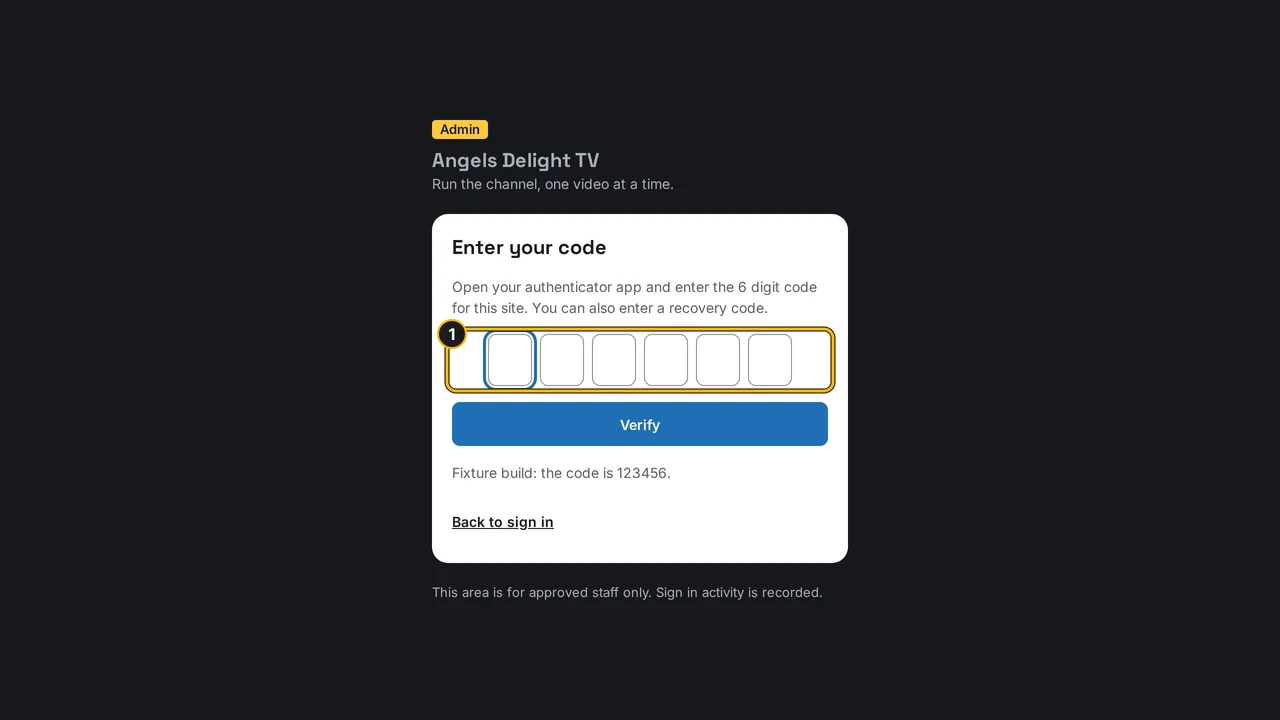 Admin
Angels Delight TV
Run the channel, one video at a time.
Enter your code
Open your authenticator app and enter the 6 digit code
for this site. You can also enter a recovery code.
1
Verify
Fixture build: the code is 123456.
Back to sign in
This area is for approved staff only. Sign in activity is recorded.